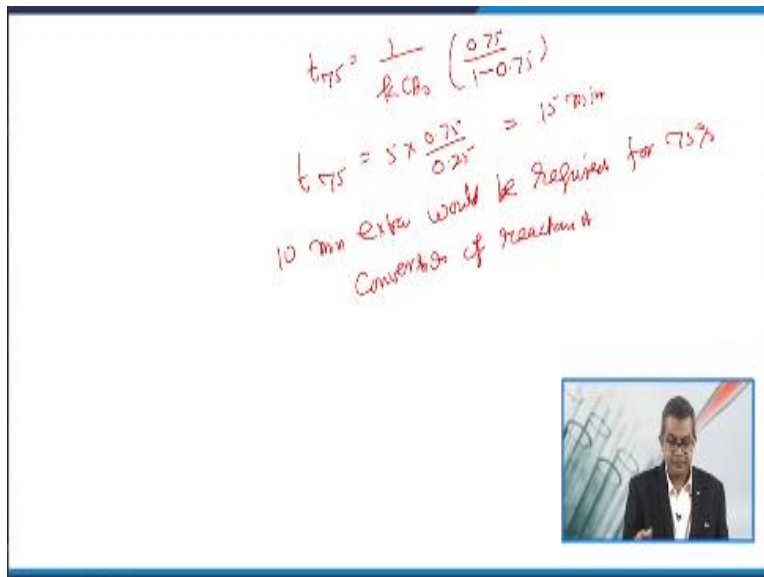 t75 = 1 / k CA0 ( 0.75 / 1-0.75 )
t75 = 5 x 0.75 / 0.25 = 15 min
10 min extra would be required for 75%
Conversion of reactant A